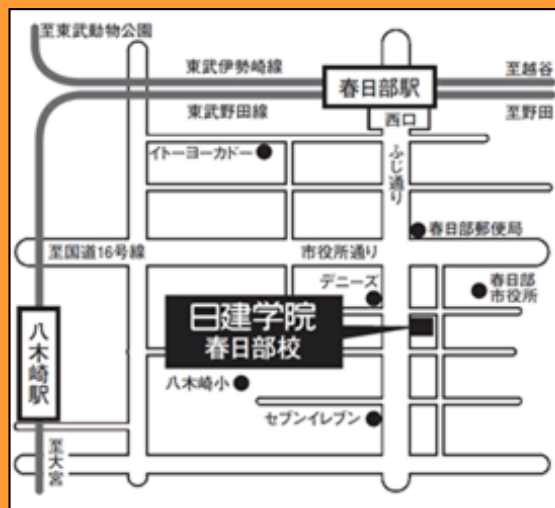 至東武動物公園
東武伊勢崎線
春日部駅
至越谷
東武野田線
西口
至野田
イトーヨーカドー
ふじ通り
春日部郵便局
至国道16号線
市役所通り
デニーズ
春日部
市役所
日建学院
春日部校
八木崎駅
八木崎小
セブンイレブン
至大宮